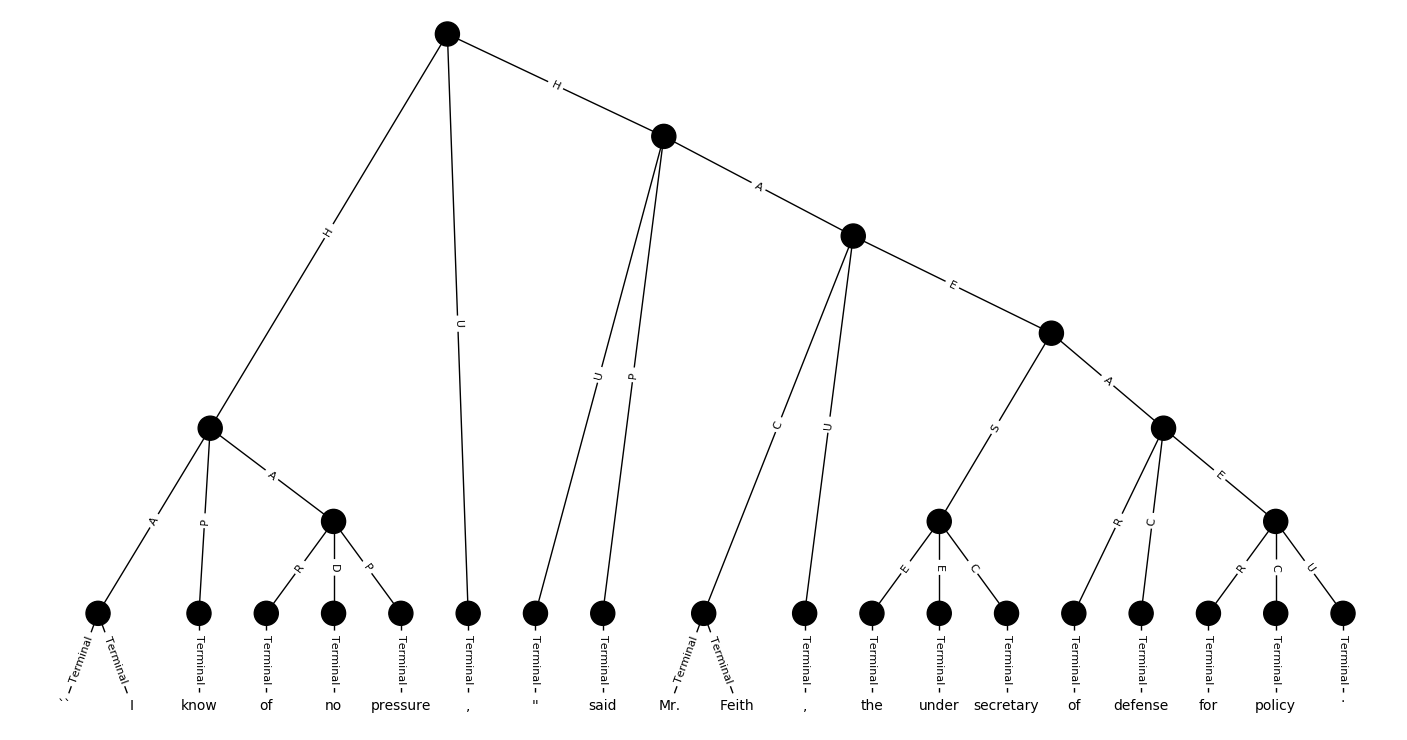 H
H
A
U
E
U
P
C
U
S
A
A
P
A
R
C
E
R
D
P
E
E
C
R
C
U
Terminal Terminal Terminal Terminal Terminal Terminal Terminal Terminal Terminal Terminal Terminal Terminal Terminal Terminal Terminal Terminal Terminal Terminal Terminal Terminal
`` I know of no pressure , " said Mr. Feith , the under secretary of defense for policy .